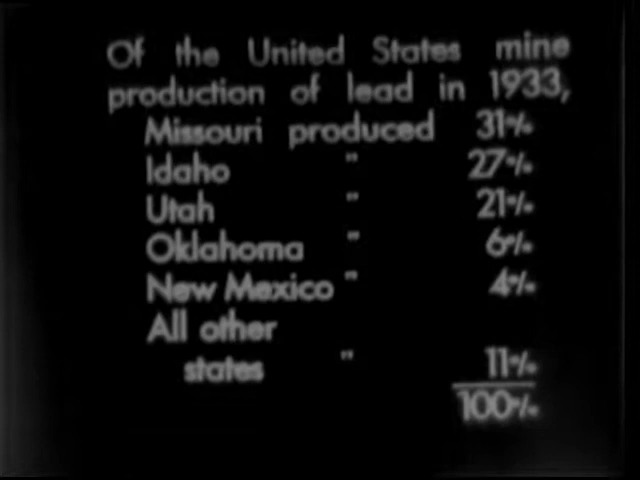 Of the United States mine
production of lead in 1933,
Missouri produced 31%
Idaho " 27%
Utah " 21%
Oklahoma " 6%
New Mexico " 4%
All other
states " 11%
100%